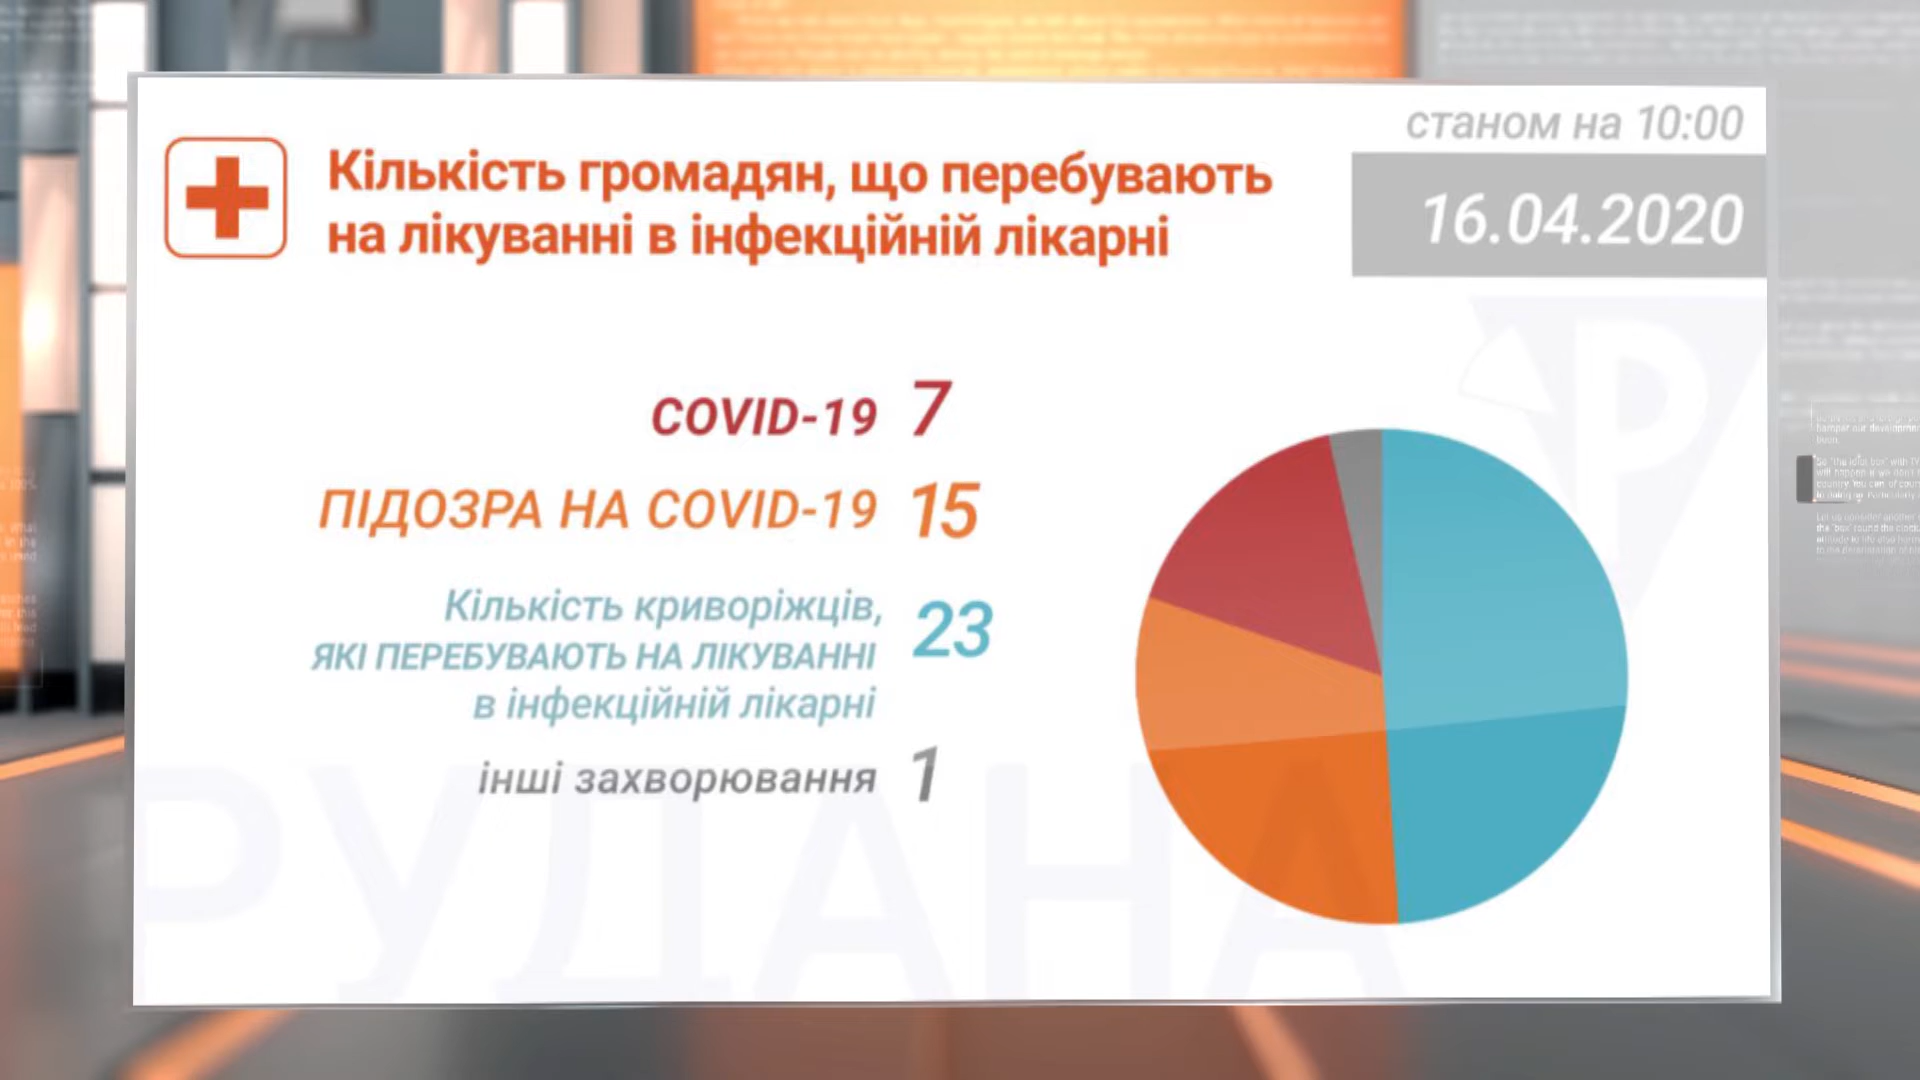 станом на 10:00
Кількість громадян, що перебувають
16.04.2020
на лікуванні в інфекційній лікарні
COVID-19 7
ПІДОЗРА НА COVID-19 15
Кількість криворіжців,
ЯКІ ПЕРЕБУВАЮТЬ НА ЛІКУВАННІ 23
в інфекційній лікарні
інші захворювання 1
РУДАНА